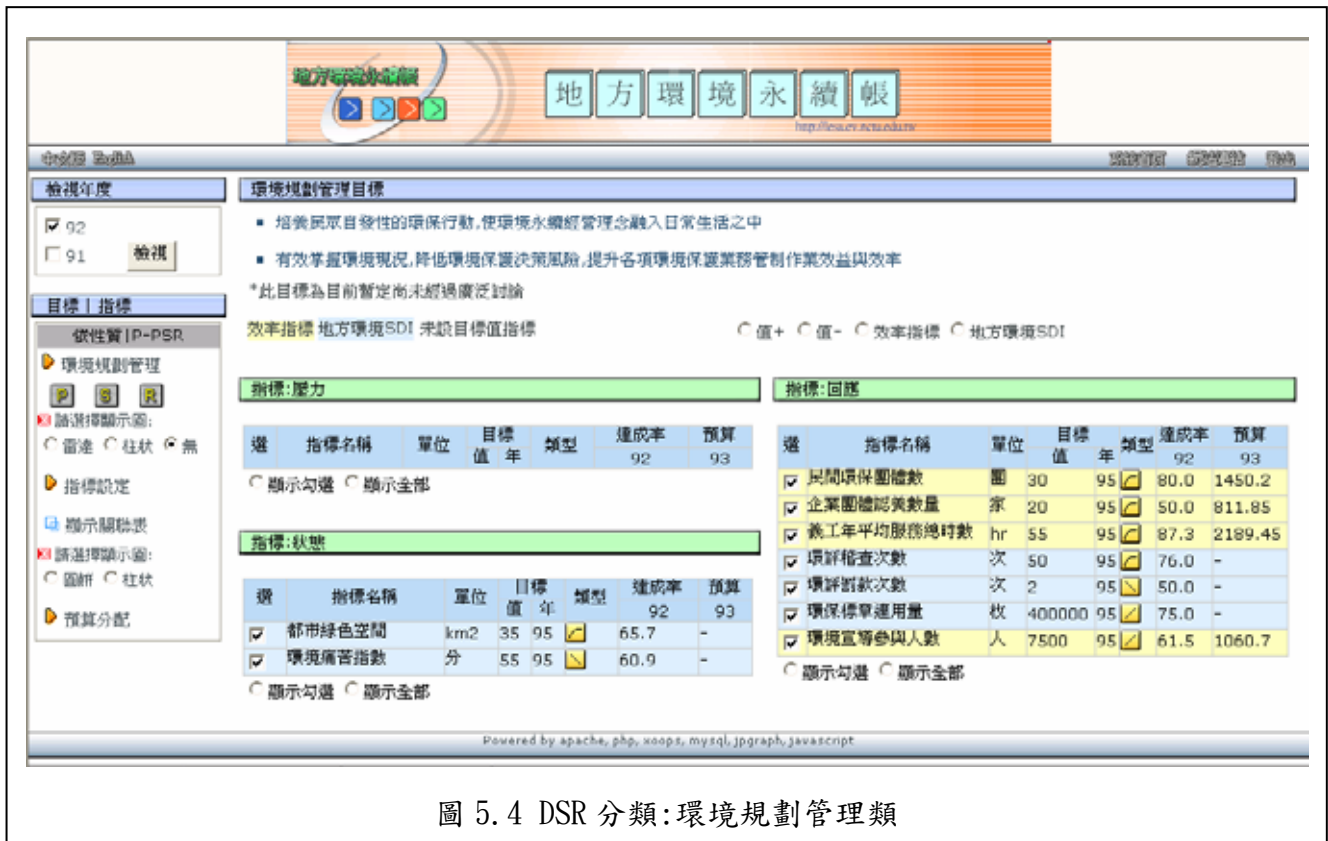 地方環境永續帳
地 方 環 境 永 續 帳
中文版 English
檢視年度
92
91 檢視
目標 | 指標
依性質|P-PSR
環境規劃管理
P S R
請選擇顯示圖:
雷達 柱狀 無
指標設定
顯示關聯表
請選擇顯示圖:
圓餅 柱狀
預算分配
環境規劃管理目標
培養民眾自發性的環保行動,使環境永續經營理念融入日常生活之中
有效掌握環境現況,降低環境保護決策風險,提升各項環境保護業務管制作業效益與效率
*此目標為目前暫定尚未經過廣泛討論
效率指標 地方環境SDI 未設目標值指標 值+ 值- 效率指標 地方環境SDI
指標:壓力
選 指標名稱 單位 目標值 年 類型 達成率 92 預算 93
顯示勾選 顯示全部
指標:狀態
選 指標名稱 單位 目標值 年 類型 達成率 92 預算 93
都市綠色空間 km2 35 95 65.7 -
環境痛苦指數 分 55 95 60.9 -
顯示勾選 顯示全部
指標:回應
選 指標名稱 單位 目標值 年 類型 達成率 92 預算 93
民間環保團體數 團 30 95 80.0 1450.2
企業團體認養數量 家 20 95 50.0 811.85
義工年平均服務總時數 hr 55 95 87.3 2189.45
環評稽查次數 次 50 95 76.0 -
環評罰款次數 次 2 95 50.0 -
環保標章運用量 枚 400000 95 75.0 -
環境宣導參與人數 人 7500 95 61.5 1060.7
顯示勾選 顯示全部
Powered by apache, php, xoops, mysql, jpgraph, javascript
圖 5.4 DSR 分類:環境規劃管理類